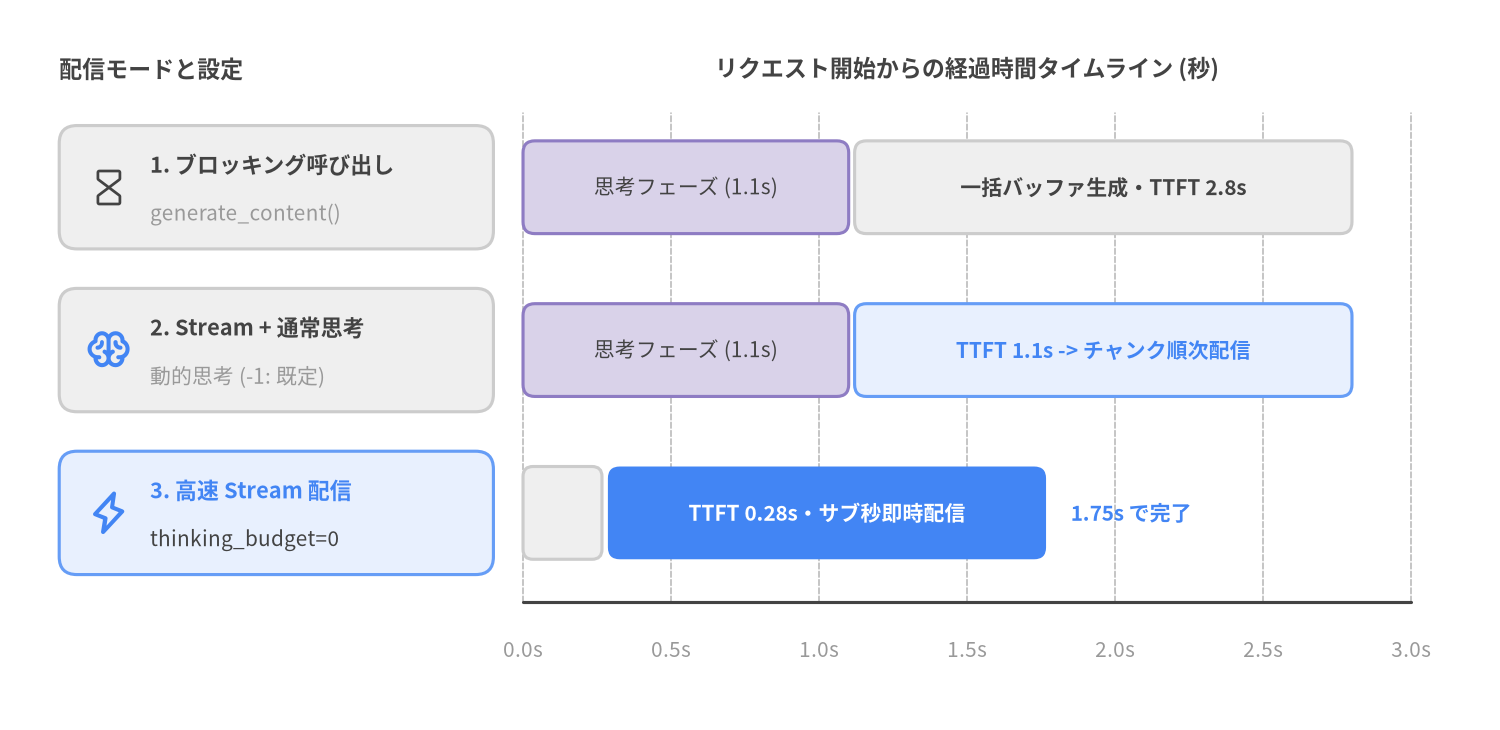 配信モードと設定
リクエスト開始からの経過時間タイムライン (秒)
1. ブロッキング呼び出し
generate_content()
思考フェーズ (1.1s)
一括バッファ生成・TTFT 2.8s
2. Stream + 通常思考
動的思考 (-1: 既定)
思考フェーズ (1.1s)
TTFT 1.1s -> チャンク順次配信
3. 高速 Stream 配信
thinking_budget=0
TTFT 0.28s・サブ秒即時配信
1.75s で完了
0.0s
0.5s
1.0s
1.5s
2.0s
2.5s
3.0s